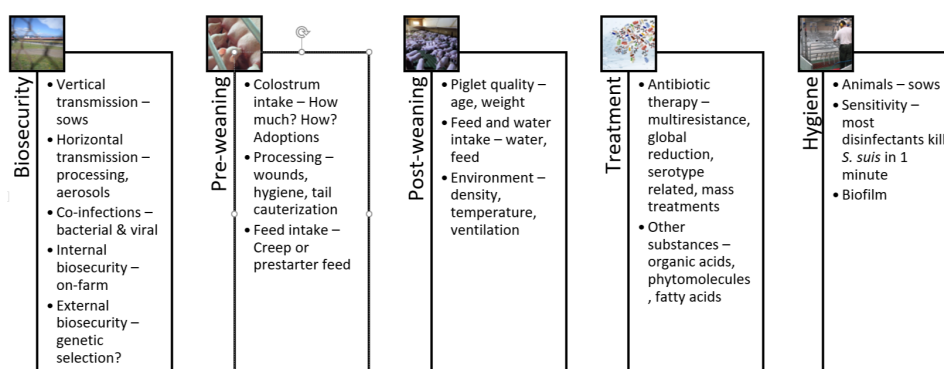 Biosecurity
• Vertical
transmission –
sows
• Horizontal
transmission –
processing,
aerosols
• Co-infections –
bacterial & viral
• Internal
biosecurity –
on-farm
• External
biosecurity –
genetic
selection?
Pre-weaning
• Colostrum
intake – How
much? How?
Adoptions
• Processing –
wounds,
hygiene, tail
cauterization
• Feed intake –
Creep or
prestarter feed
Post-weaning
• Piglet quality –
age, weight
• Feed and water
intake – water,
feed
• Environment –
density,
temperature,
ventilation
Treatment
• Antibiotic
therapy –
multiresistance,
global
reduction,
serotype
related, mass
treatments
• Other
substances –
organic acids,
phytomolecules
, fatty acids
Hygiene
• Animals – sows
• Sensitivity –
most
disinfectants kill
S. suis in 1
minute
• Biofilm